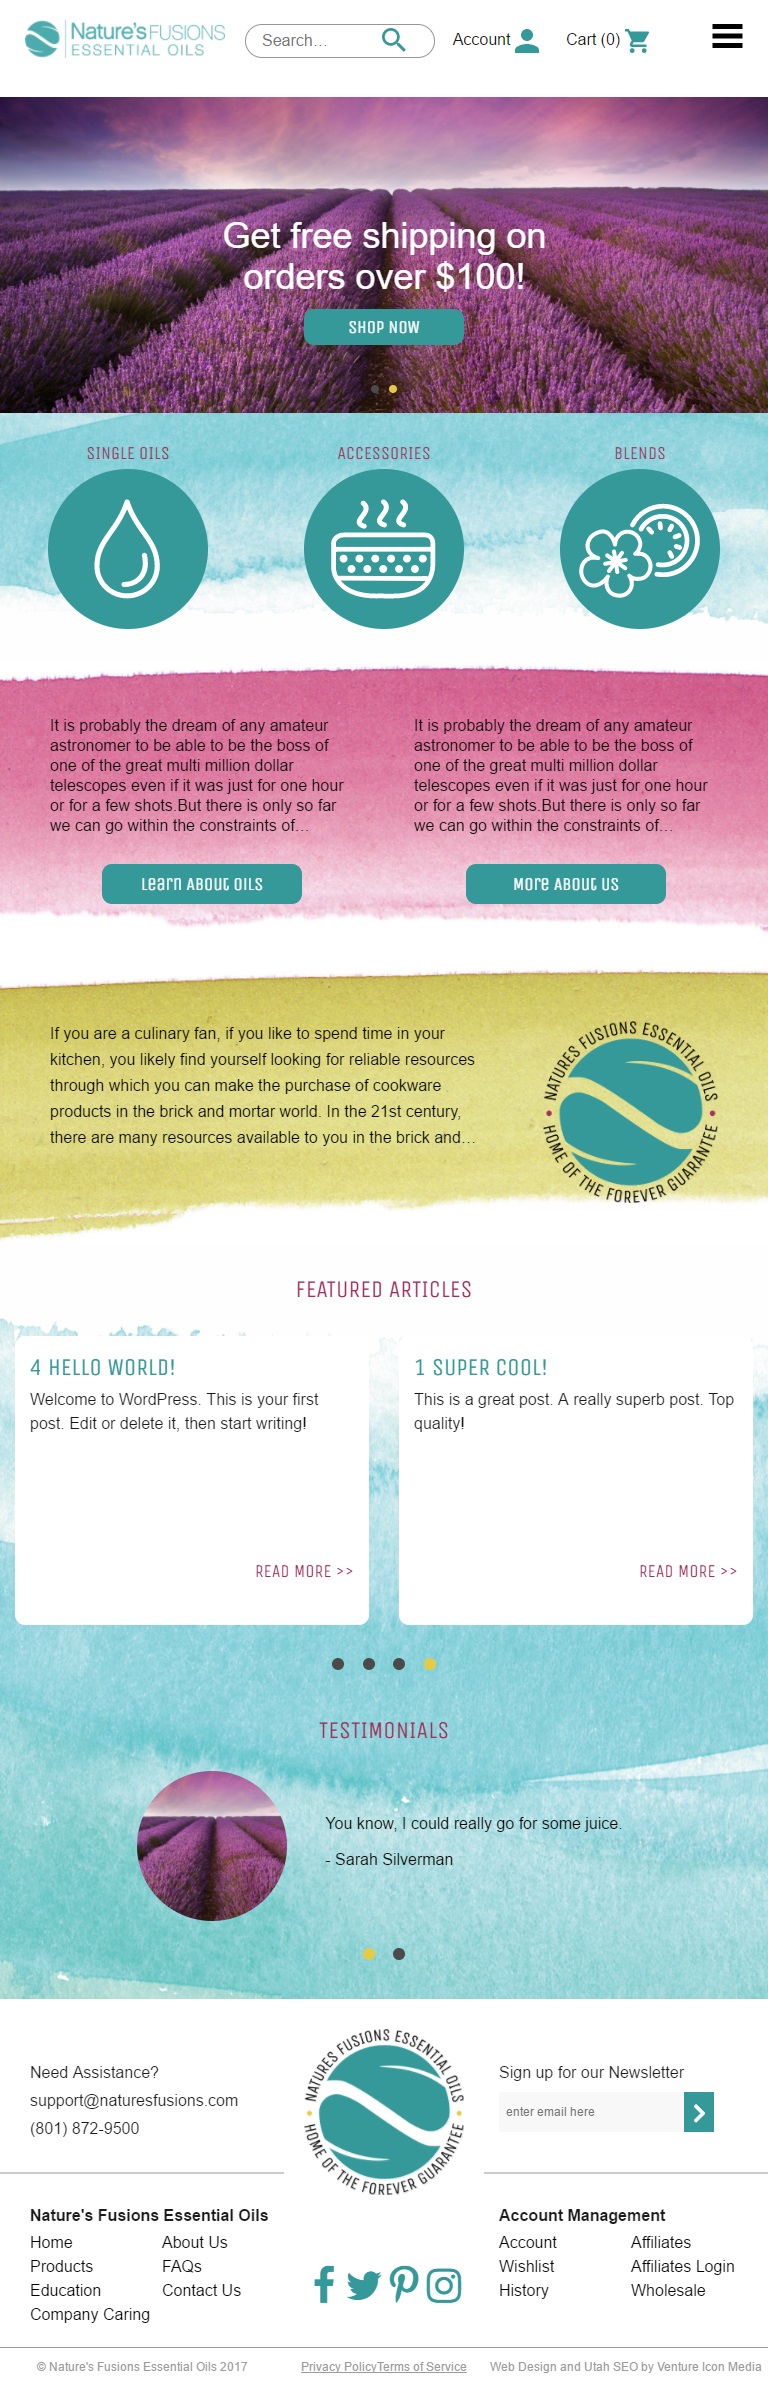 Nature's FUSIONS
ESSENTIAL OILS
Search...
Account
Cart (0)
Get free shipping on
orders over $100!
SHOP NOW
SINGLE OILS
ACCESSORIES
BLENDS
It is probably the dream of any amateur
astronomer to be able to be the boss of
one of the great multi million dollar
telescopes even if it was just for one hour
or for a few shots.But there is only so far
we can go within the constraints of...
Learn About Oils
It is probably the dream of any amateur
astronomer to be able to be the boss of
one of the great multi million dollar
telescopes even if it was just for one hour
or for a few shots.But there is only so far
we can go within the constraints of...
More About Us
If you are a culinary fan, if you like to spend time in your
kitchen, you likely find yourself looking for reliable resources
through which you can make the purchase of cookware
products in the brick and mortar world. In the 21st century,
there are many resources available to you in the brick and...
NATURES FUSIONS ESSENTIAL OILS
HOME OF THE FOREVER GUARANTEE
FEATURED ARTICLES
4 HELLO WORLD!
Welcome to WordPress. This is your first
post. Edit or delete it, then start writing!
READ MORE >>
1 SUPER COOL!
This is a great post. A really superb post. Top
quality!
READ MORE >>
TESTIMONIALS
You know, I could really go for some juice.
- Sarah Silverman
Need Assistance?
support@naturesfusions.com
(801) 872-9500
NATURES FUSIONS ESSENTIAL OILS
HOME OF THE FOREVER GUARANTEE
Sign up for our Newsletter
enter email here
Nature's Fusions Essential Oils
Home
About Us
Products
FAQs
Education
Contact Us
Company Caring
Account Management
Account
Affiliates
Wishlist
Affiliates Login
History
Wholesale
© Nature's Fusions Essential Oils 2017
Privacy PolicyTerms of Service
Web Design and Utah SEO by Venture Icon Media